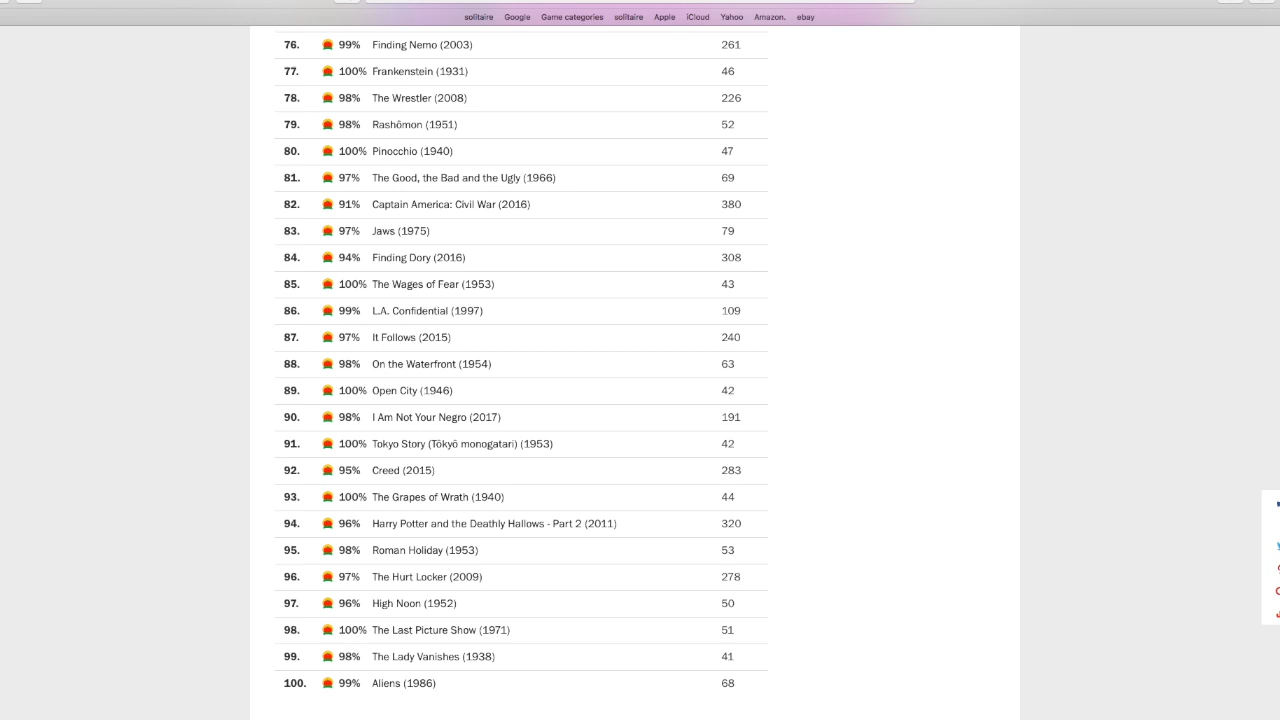 solitaire Google Game categories solitaire Apple iCloud Yahoo Amazon. ebay
76. 99% Finding Nemo (2003) 261
77. 100% Frankenstein (1931) 46
78. 98% The Wrestler (2008) 226
79. 98% Rashômon (1951) 52
80. 100% Pinocchio (1940) 47
81. 97% The Good, the Bad and the Ugly (1966) 69
82. 91% Captain America: Civil War (2016) 380
83. 97% Jaws (1975) 79
84. 94% Finding Dory (2016) 308
85. 100% The Wages of Fear (1953) 43
86. 99% L.A. Confidential (1997) 109
87. 97% It Follows (2015) 240
88. 98% On the Waterfront (1954) 63
89. 100% Open City (1946) 42
90. 98% I Am Not Your Negro (2017) 191
91. 100% Tokyo Story (Tôkyô monogatari) (1953) 42
92. 95% Creed (2015) 283
93. 100% The Grapes of Wrath (1940) 44
94. 96% Harry Potter and the Deathly Hallows - Part 2 (2011) 320
95. 98% Roman Holiday (1953) 53
96. 97% The Hurt Locker (2009) 278
97. 96% High Noon (1952) 50
98. 100% The Last Picture Show (1971) 51
99. 98% The Lady Vanishes (1938) 41
100. 99% Aliens (1986) 68